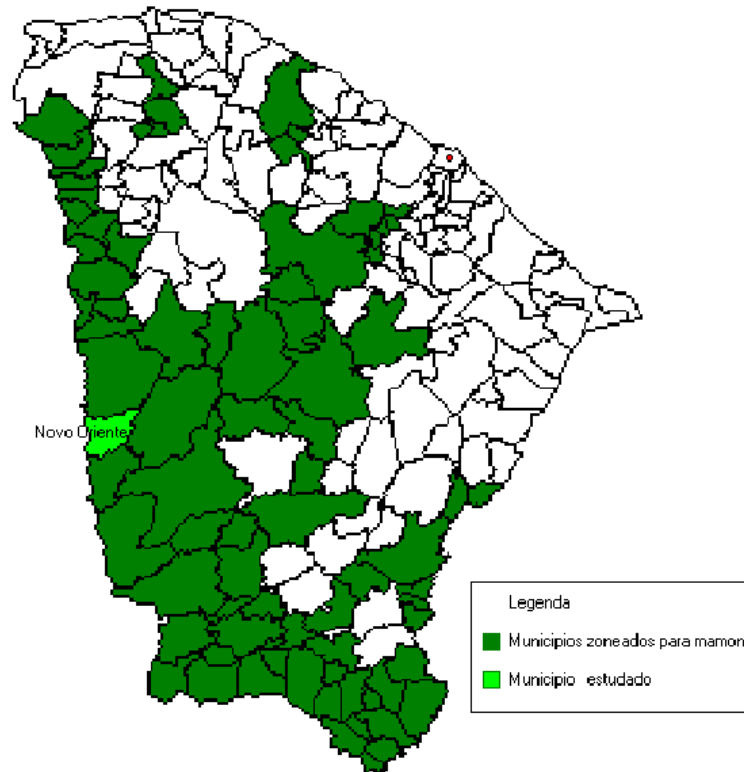 Novo Oriente
Legenda
Municipios zoneados para mamon
Municipio estudado